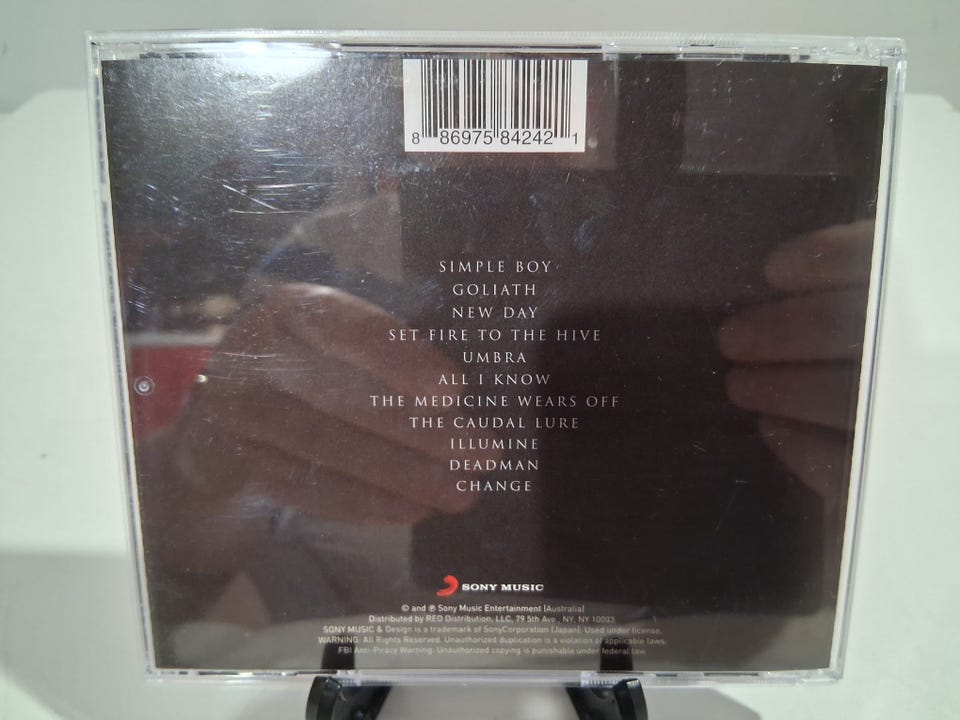 8 86975 84242 1
SIMPLE BOY
GOLIATH
NEW DAY
SET FIRE TO THE HIVE
UMBRA
ALL I KNOW
THE MEDICINE WEARS OFF
THE CAUDAL LURE
ILLUMINE
DEADMAN
CHANGE
SONY MUSIC
© and ℗ Sony Music Entertainment (Australia)
Distributed by RED Distribution, LLC, 79 5th Ave., NY, NY 10003
SONY MUSIC & Design is a trademark of SonyCorporation (Japan). Used under license.
WARNING: All Rights Reserved. Unauthorized duplication is a violation of applicable laws.
FBI Anti-Piracy Warning: Unauthorized copying is punishable under federal law.